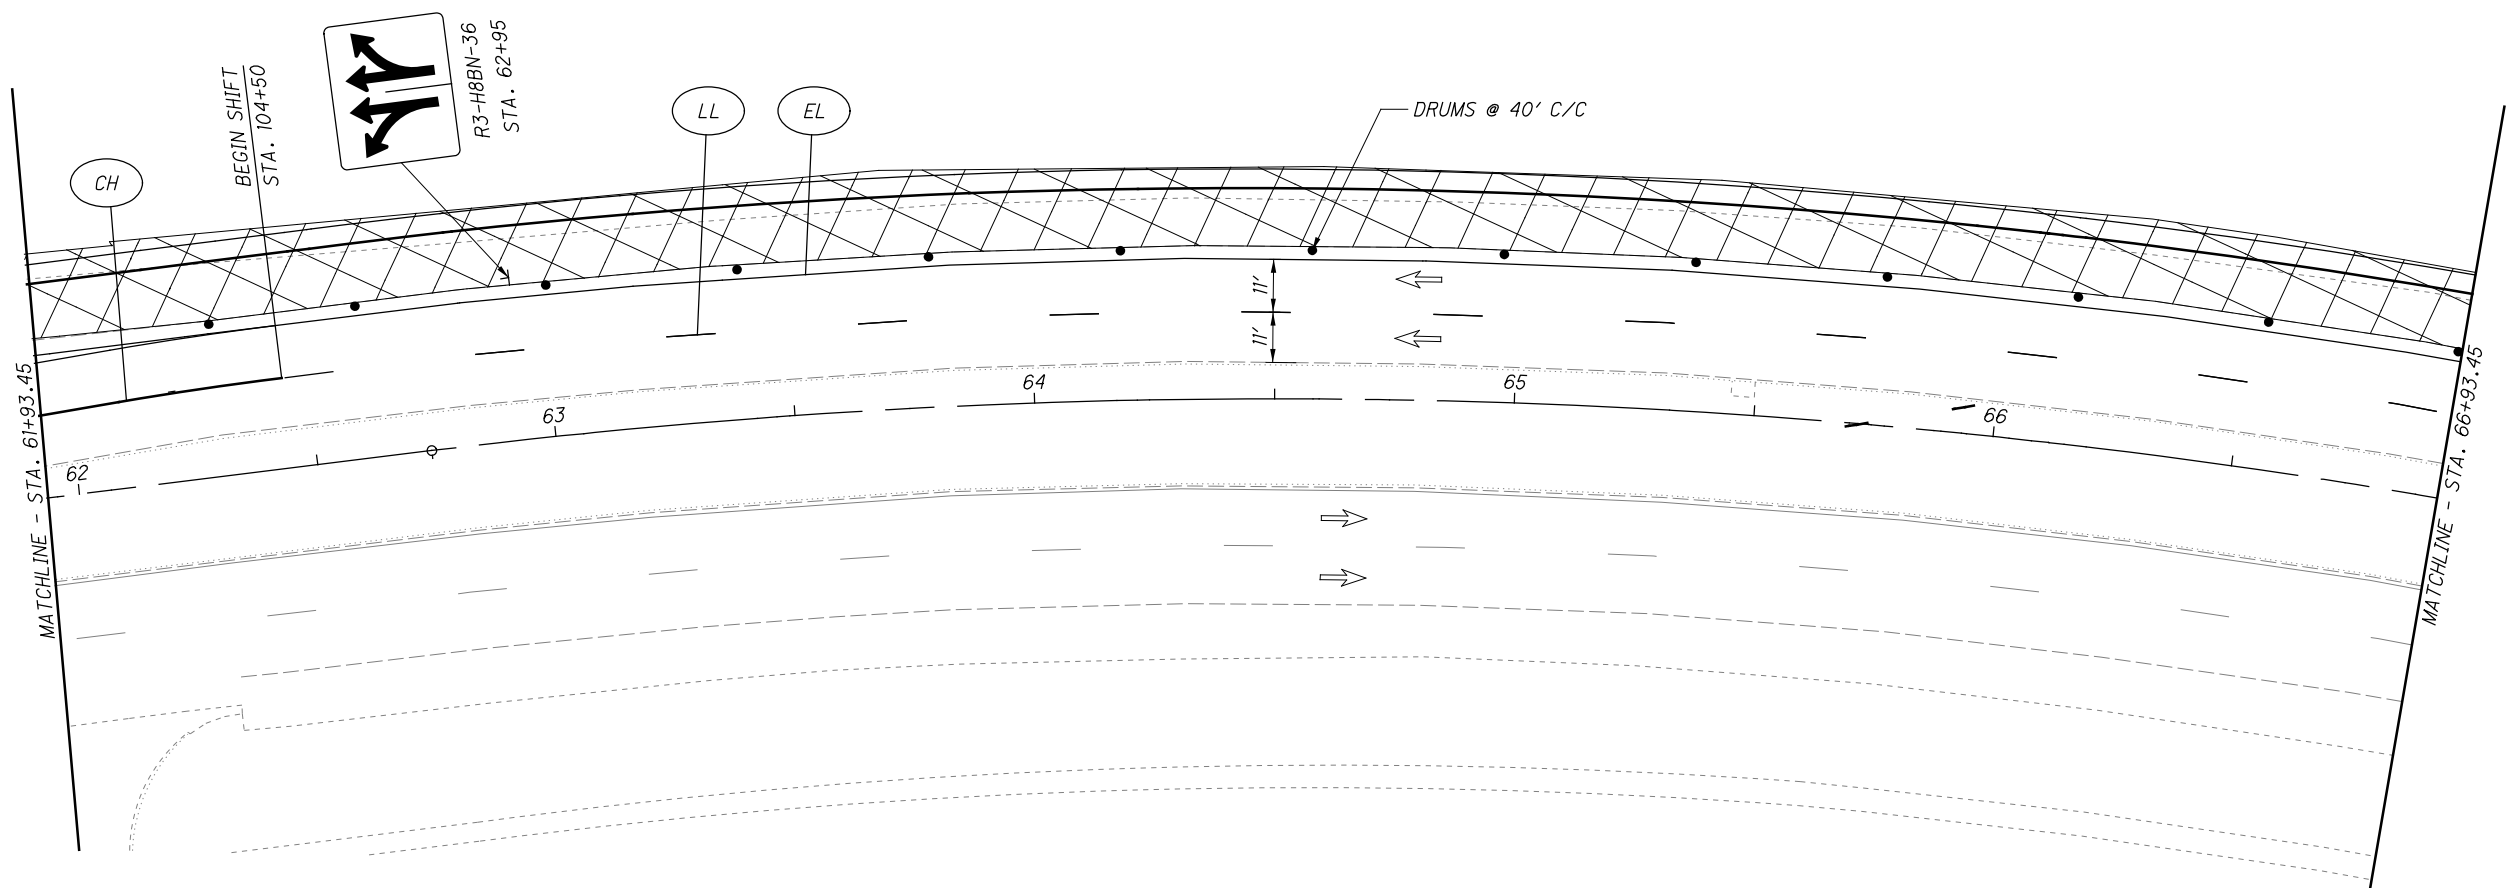 BEGIN SHIFT
STA. 104+50
R3-H8BN-36
STA. 62+95
CH
LL
EL
DRUMS @ 40' C/C
11'
11'
62
63
64
65
66
MATCHLINE - STA. 61+93.45
MATCHLINE - STA. 66+93.45